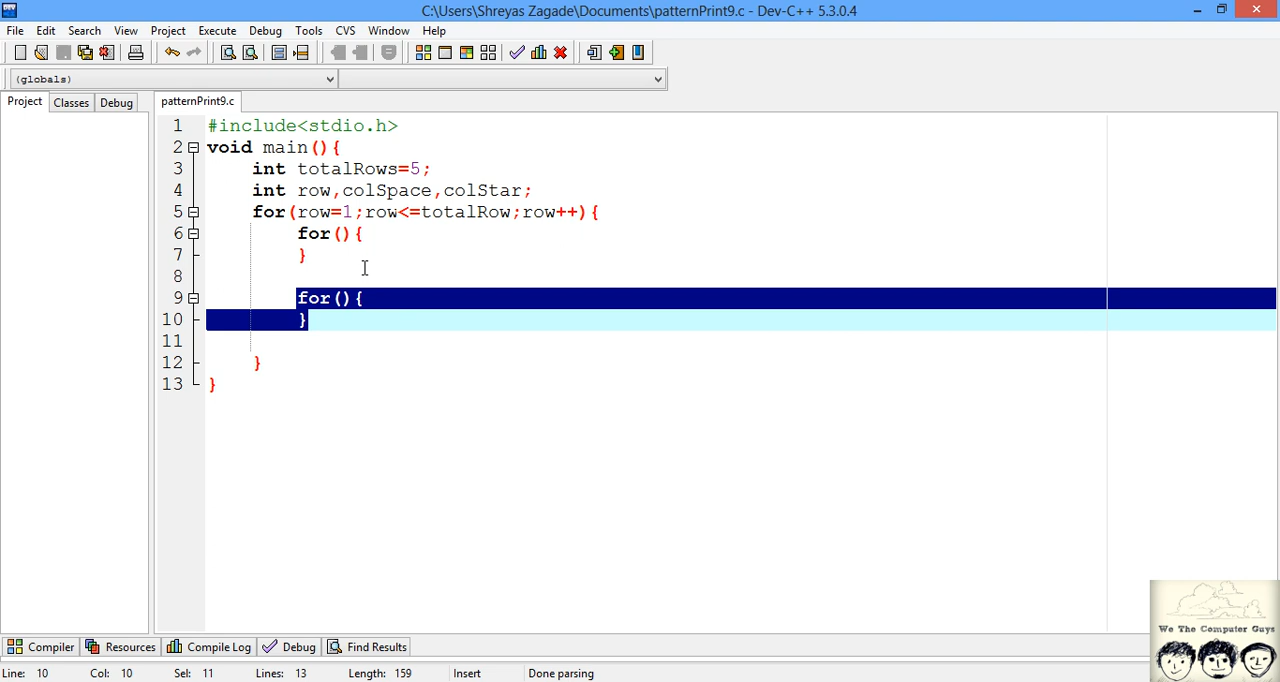 C:\Users\Shreyas Zagade\Documents\patternPrint9.c - Dev-C++ 5.3.0.4
File Edit Search View Project Execute Debug Tools CVS Window Help
(globals)
Project Classes Debug patternPrint9.c
1 #include<stdio.h>
2 void main(){
3 int totalRows=5;
4 int row,colSpace,colStar;
5 for(row=1;row<=totalRow;row++){
6 for(){
7 }
8
9 for(){
10 }
11
12 }
13 }
We The Computer Guys
Compiler Resources Compile Log Debug Find Results
Line: 10 Col: 10 Sel: 11 Lines: 13 Length: 159 Insert Done parsing